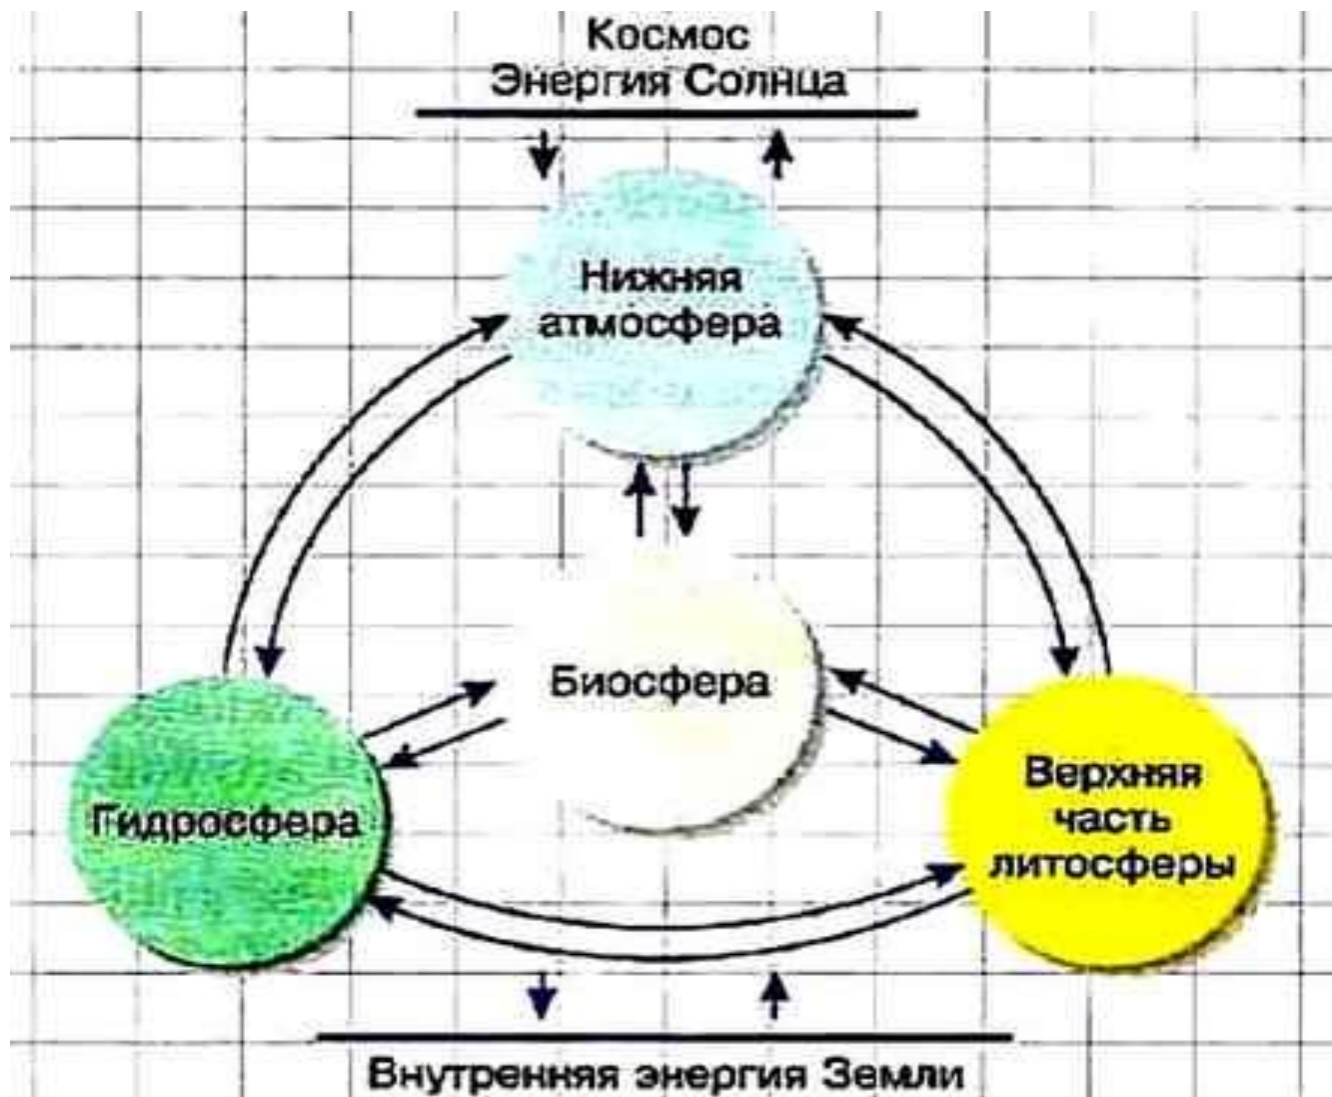 Космос
Энергия Солнца
Нижняя
атмосфера
Биосфера
Гидросфера
Верхняя
часть
литосферы
Внутренняя энергия Земли